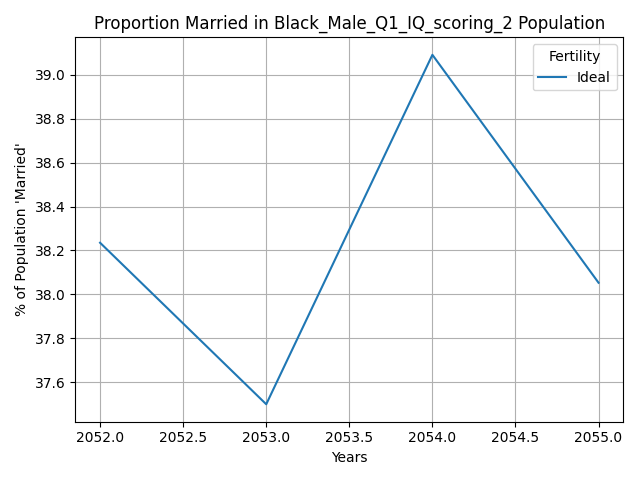 Proportion Married in Black_Male_Q1_IQ_scoring_2 Population
Fertility
Ideal
% of Population 'Married'
39.0
38.8
38.6
38.4
38.2
38.0
37.8
37.6
2052.0 2052.5 2053.0 2053.5 2054.0 2054.5 2055.0
Years